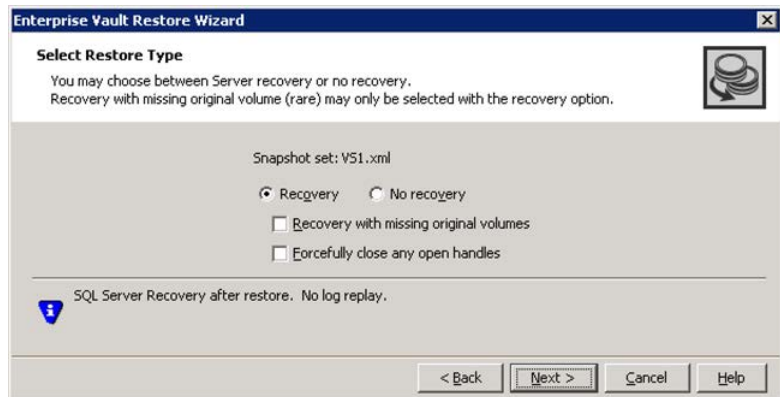 Enterprise Vault Restore Wizard
Select Restore Type
You may choose between Server recovery or no recovery.
Recovery with missing original volume (rare) may only be selected with the recovery option.
Snapshot set: VS1.xml
Recovery No recovery
Recovery with missing original volumes
Forcefully close any open handles
SQL Server Recovery after restore. No log replay.
< Back Next > Cancel Help